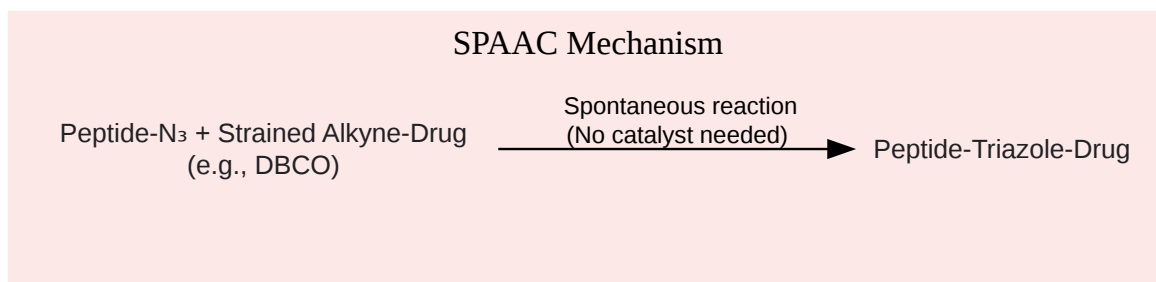 SPAAC Mechanism
Peptide-N₃ + Strained Alkyne-Drug
(e.g., DBCO)
Spontaneous reaction
(No catalyst needed)
Peptide-Triazole-Drug